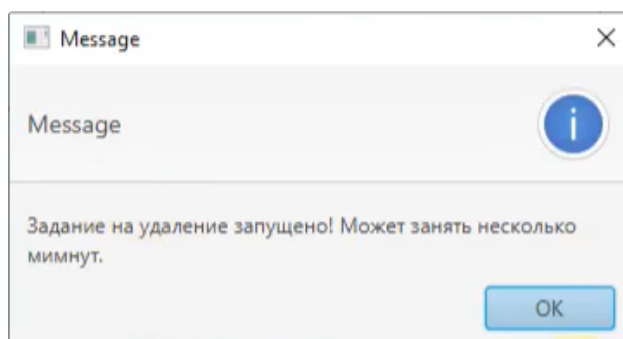 Message
Message
Задание на удаление запущено! Может занять несколько
мимнут.
OK